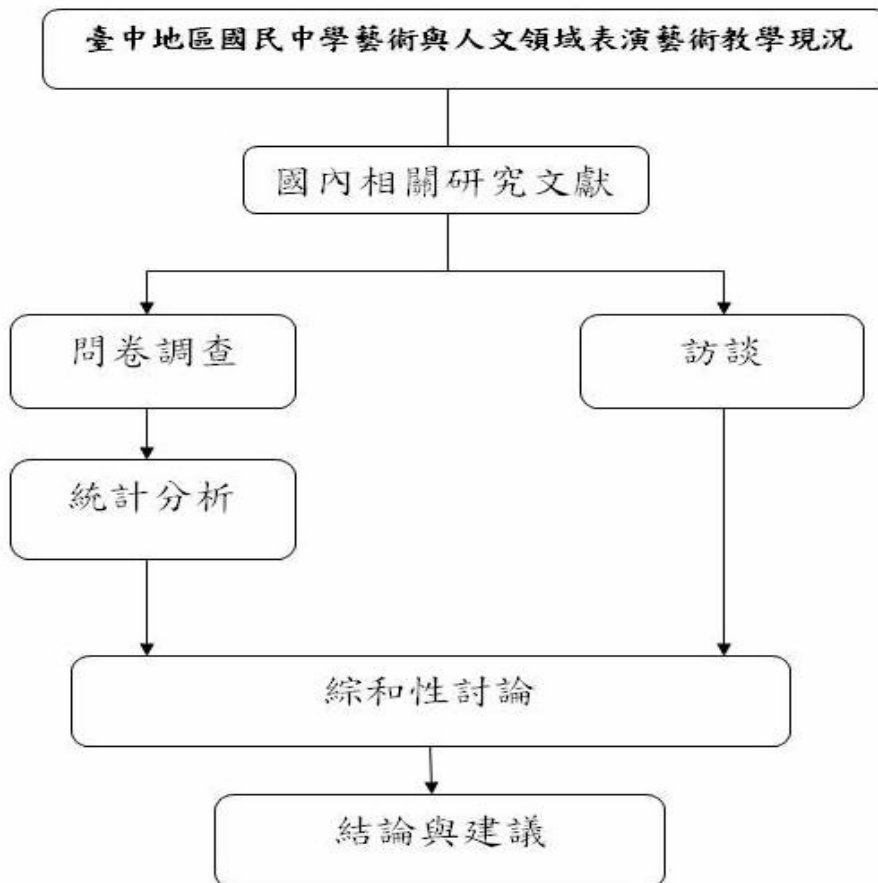 臺中地區國民中學藝術與人文領域表演藝術教學現況
國內相關研究文獻
問卷調查
訪談
統計分析
綜和性討論
結論與建議